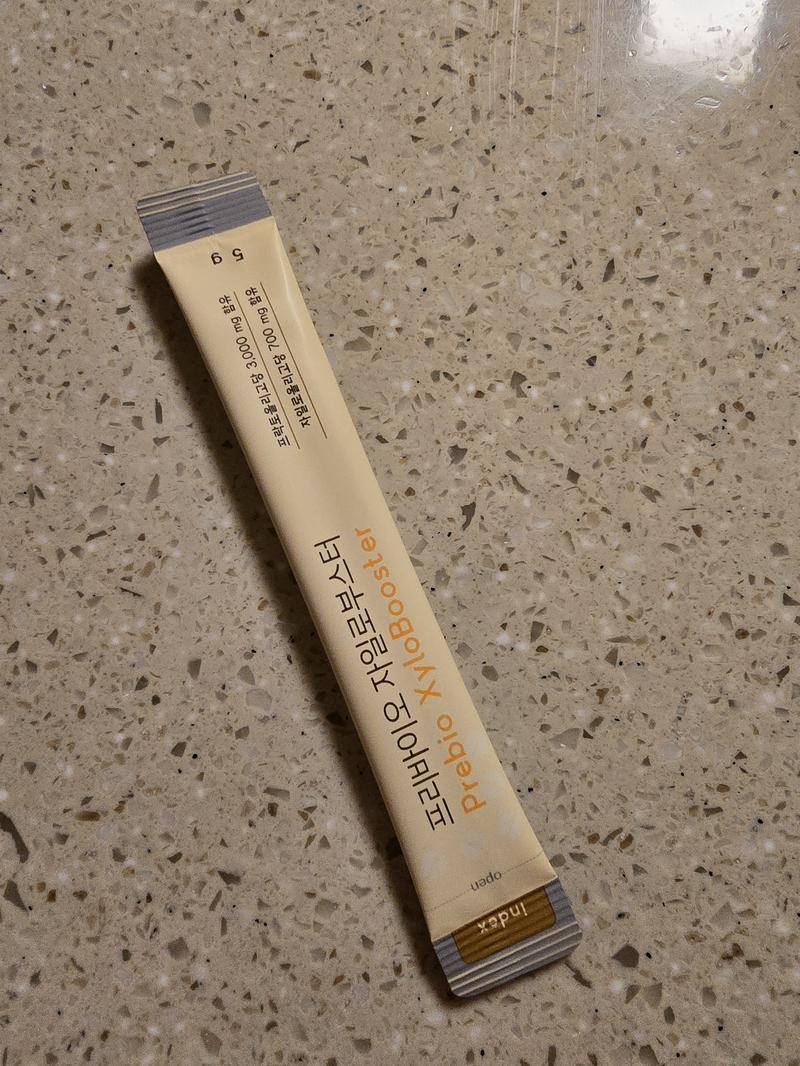 index
open
프리바이오 자일로부스터
Prebio XyloBooster
프락토올리고당 3,000 mg 함유
자일로올리고당 700 mg 함유
5 g